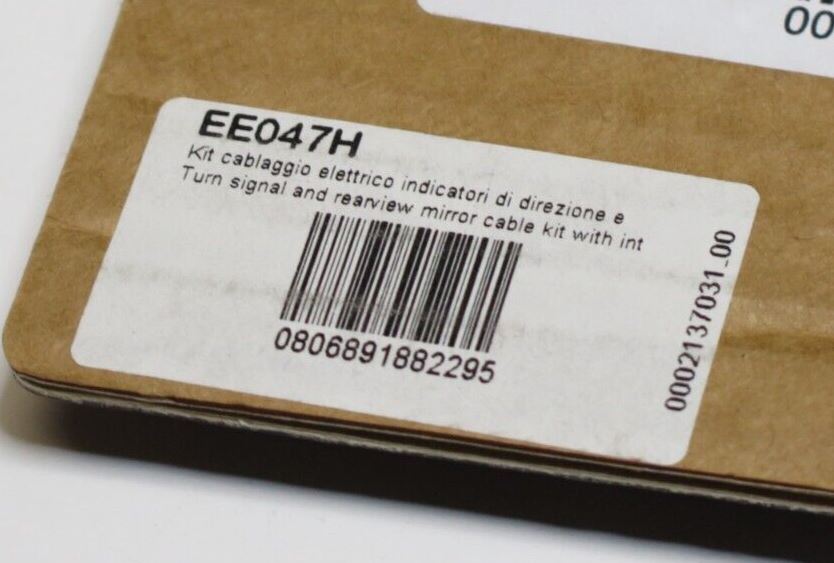 00
EE047H
Kit cablaggio elettrico indicatori di direzione e
Turn signal and rearview mirror cable kit with int
0806891882295
0002137031.00